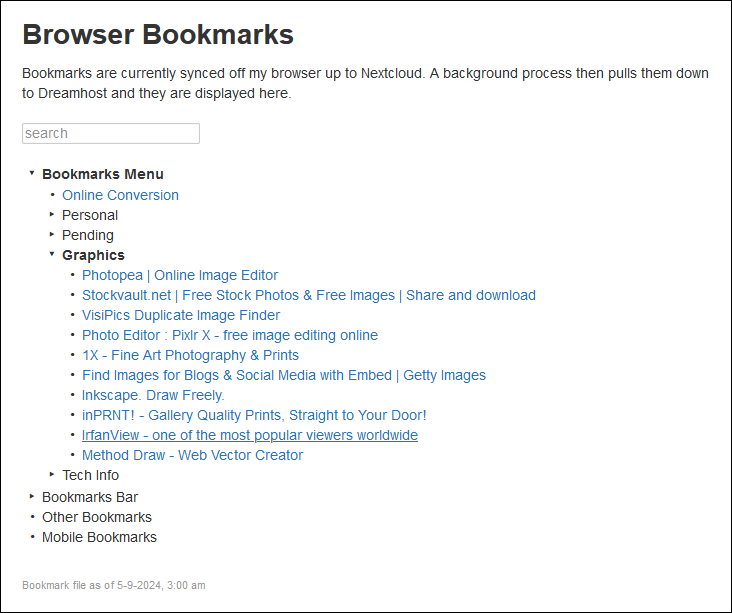 Browser Bookmarks
Bookmarks are currently synced off my browser up to Nextcloud. A background process then pulls them down
to Dreamhost and they are displayed here.
search
Bookmarks Menu
Online Conversion
Personal
Pending
Graphics
Photopea | Online Image Editor
Stockvault.net | Free Stock Photos & Free Images | Share and download
VisiPics Duplicate Image Finder
Photo Editor : Pixlr X - free image editing online
1X - Fine Art Photography & Prints
Find Images for Blogs & Social Media with Embed | Getty Images
Inkscape. Draw Freely.
inPRNT! - Gallery Quality Prints, Straight to Your Door!
IrfanView - one of the most popular viewers worldwide
Method Draw - Web Vector Creator
Tech Info
Bookmarks Bar
Other Bookmarks
Mobile Bookmarks
Bookmark file as of 5-9-2024, 3:00 am